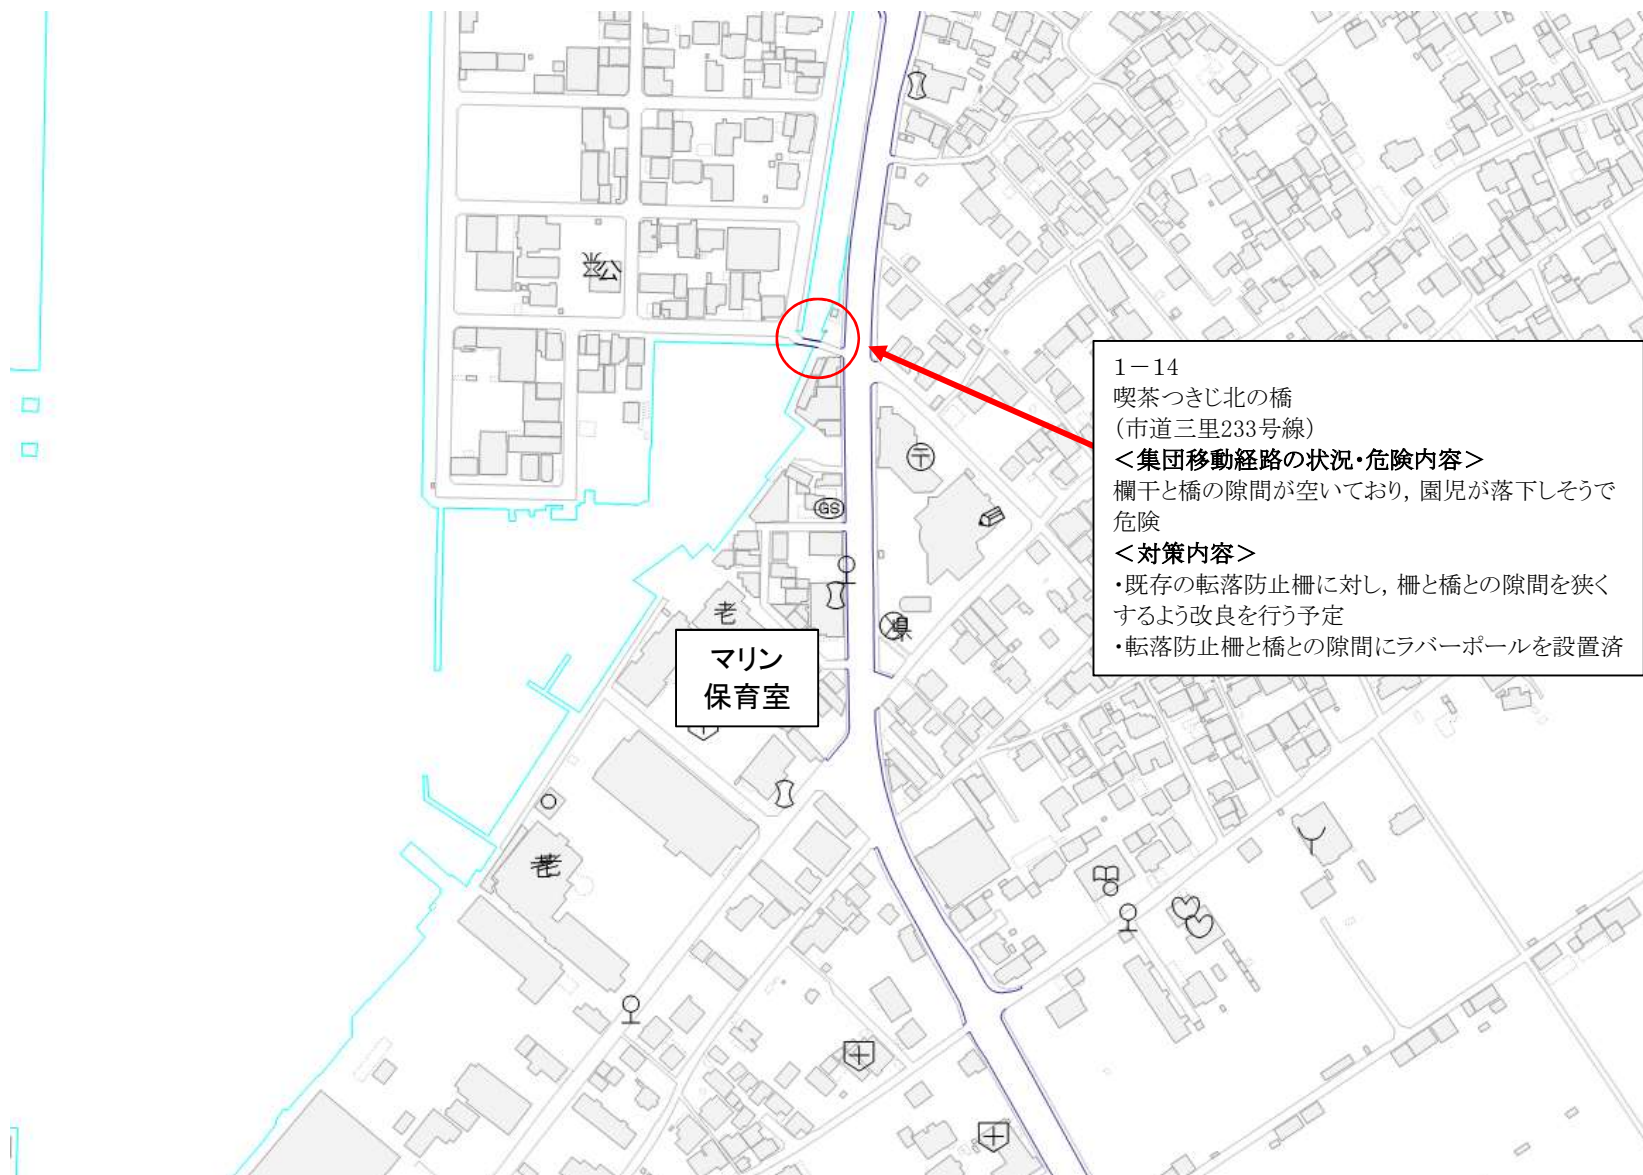 公
1－14
喫茶つきじ北の橋
(市道三里233号線)
＜集団移動経路の状況・危険内容＞
欄干と橋の隙間が空いており，園児が落下しそうで
危険
＜対策内容＞
・既存の転落防止柵に対し，柵と橋との隙間を狭く
するよう改良を行う予定
・転落防止柵と橋との隙間にラバーポールを設置済
GS
老
県
マリン
保育室